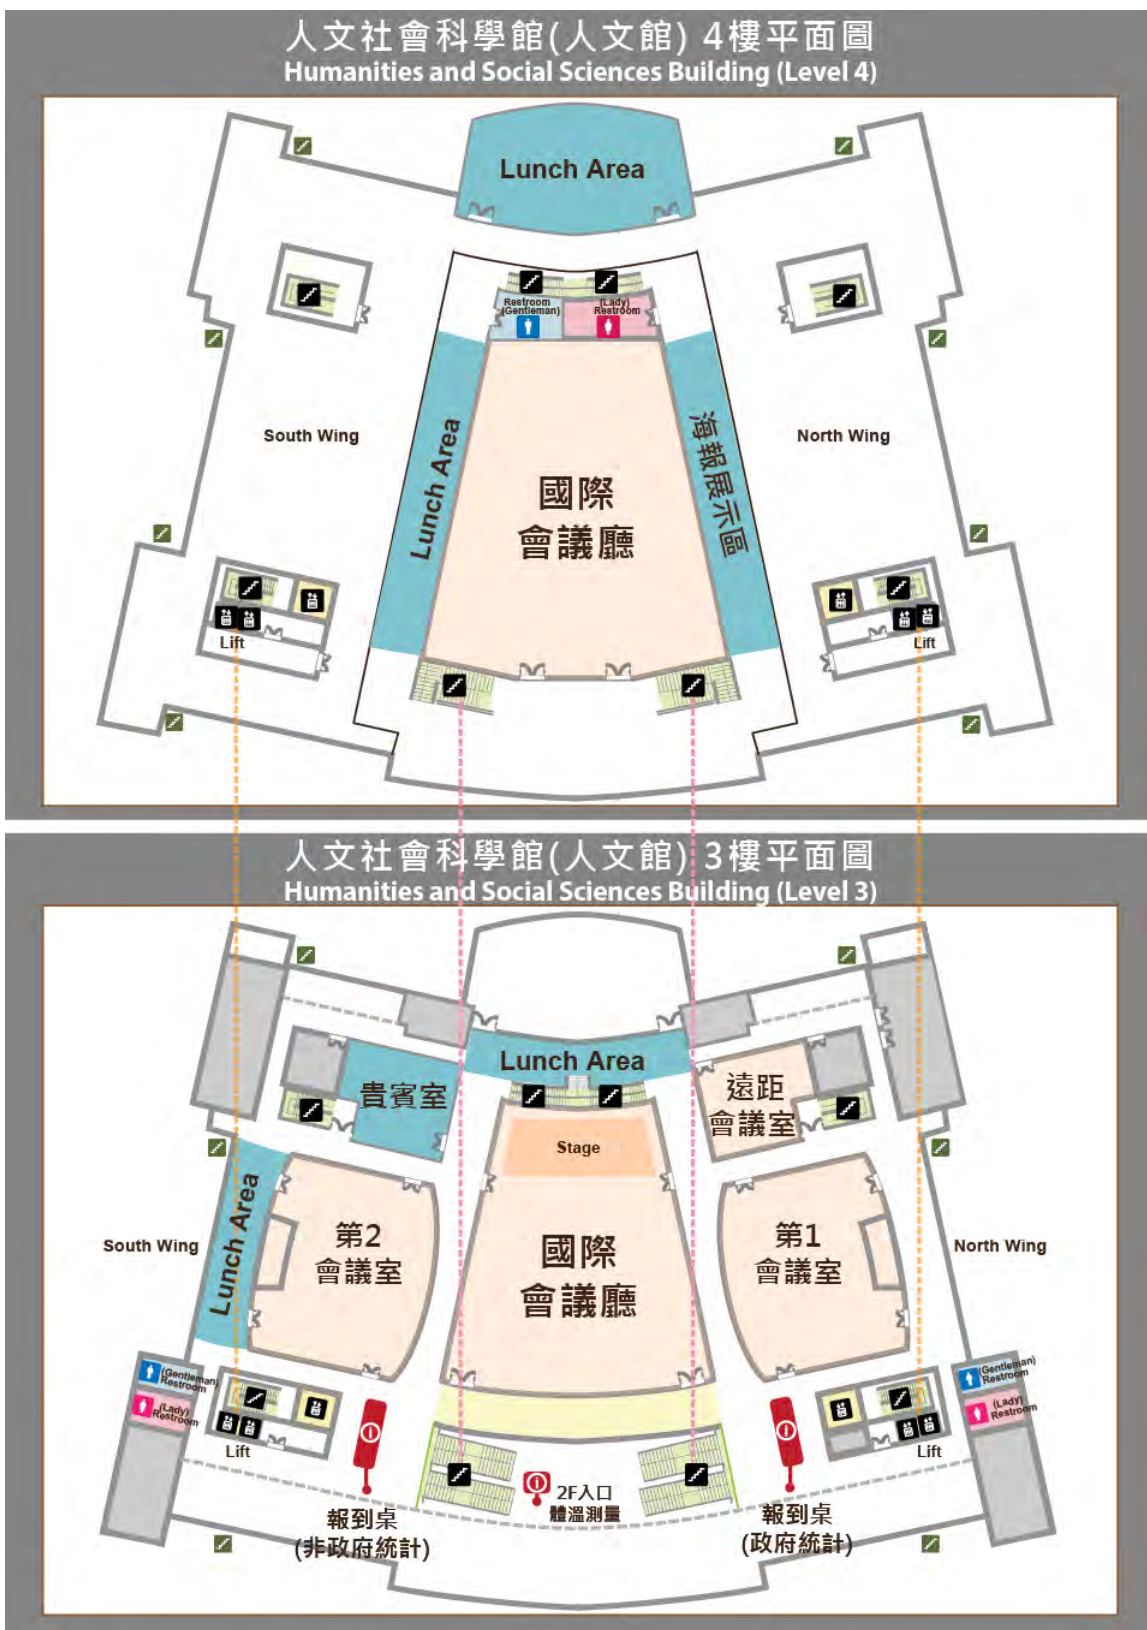 人文社會科學館(人文館) 4樓平面圖
Humanities and Social Sciences Building (Level 4)
Lunch Area
Restroom
(Gentleman)
(Lady)
Restroom
South Wing
Lunch Area
國際
會議廳
海報展示區
North Wing
Lift
Lift
人文社會科學館(人文館) 3樓平面圖
Humanities and Social Sciences Building (Level 3)
Lunch Area
貴賓室
遠距
會議室
Stage
South Wing
Lunch Area
第2
會議室
國際
會議廳
第1
會議室
North Wing
(Gentleman)
Restroom
(Lady)
Restroom
(Gentleman)
Restroom
(Lady)
Restroom
Lift
Lift
報到桌
(非政府統計)
2F入口
體溫測量
報到桌
(政府統計)